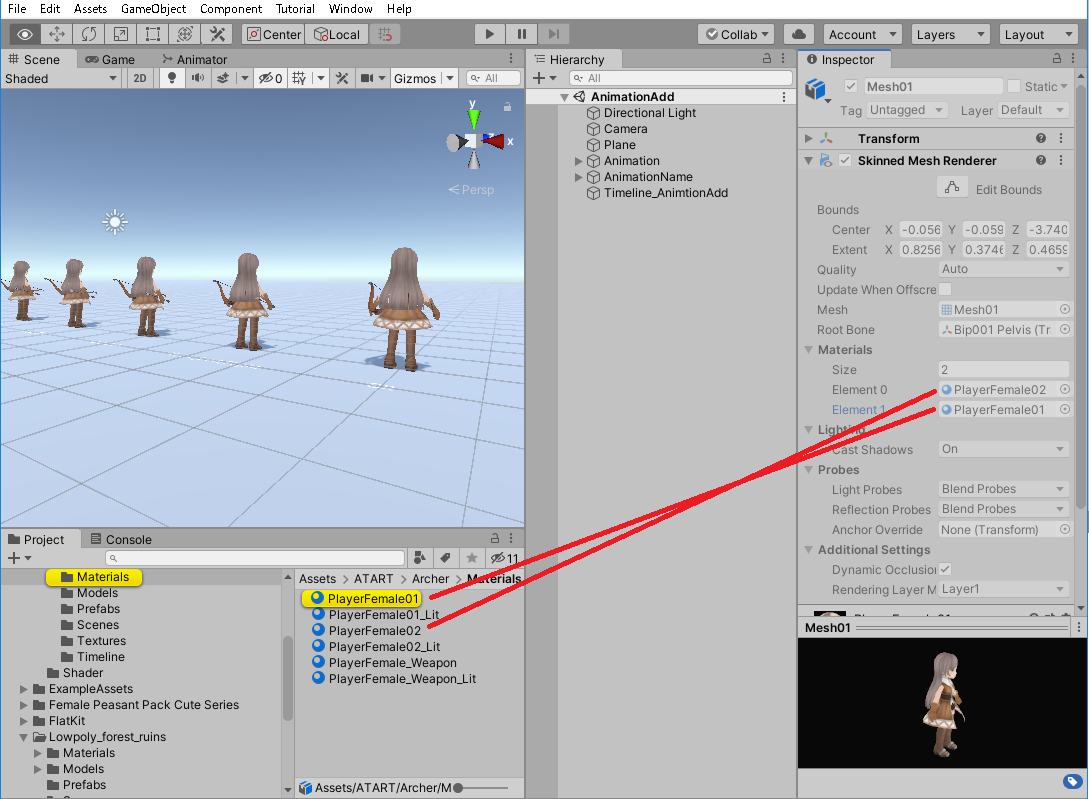 File Edit Assets GameObject Component Tutorial Window Help
Center Local Collab Account Layers Layout
Scene Game Animator
Shaded 2D 0 Gizmos All
y
x
Persp
Hierarchy
All
AnimationAdd
Directional Light
Camera
Plane
Animation
AnimationName
Timeline_AnimtionAdd
Inspector
Mesh01 Static
Tag Untagged Layer Default
Transform
Skinned Mesh Renderer
Edit Bounds
Bounds
Center X -0.056 Y -0.059 Z -3.740
Extent X 0.8256 Y 0.3746 Z 0.4659
Quality Auto
Update When Offscre
Mesh Mesh01
Root Bone Bip001 Pelvis (Tr
Materials
Size 2
Element 0 PlayerFemale02
Element 1 PlayerFemale01
Lighting
Cast Shadows On
Probes
Light Probes Blend Probes
Reflection Probes Blend Probes
Anchor Override None (Transform)
Additional Settings
Dynamic Occlusion
Rendering Layer M Layer1
Mesh01
Project Console
11
Materials
Models
Prefabs
Scenes
Textures
Timeline
Shader
ExampleAssets
Female Peasant Pack Cute Series
FlatKit
Lowpoly_forest_ruins
Materials
Models
Prefabs
Assets > ATART > Archer > Materials
PlayerFemale01
PlayerFemale01_Lit
PlayerFemale02
PlayerFemale02_Lit
PlayerFemale_Weapon
PlayerFemale_Weapon_Lit
Assets/ATART/Archer/M